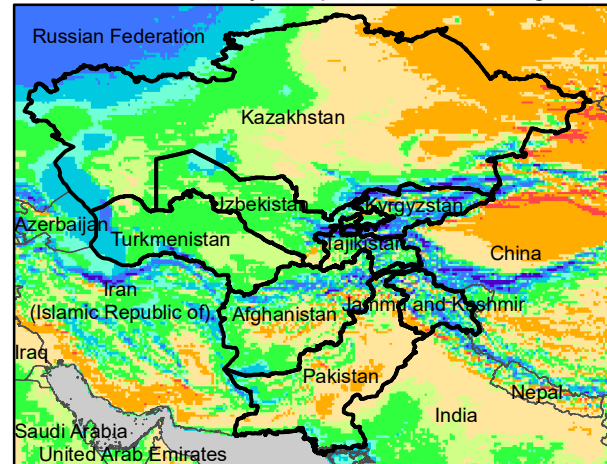 Russian Federation
Kazakhstan
Izbekistan
Kyrgyzstan
Azerbaijan
Turkmenistan
Tajikistan
China
Iran
(Islamic Republic of)
Afghanistan
Jammu and Kashmir
Iraq
Pakistan
Nepal
India
Saudi Arabia
United Arab Emirates